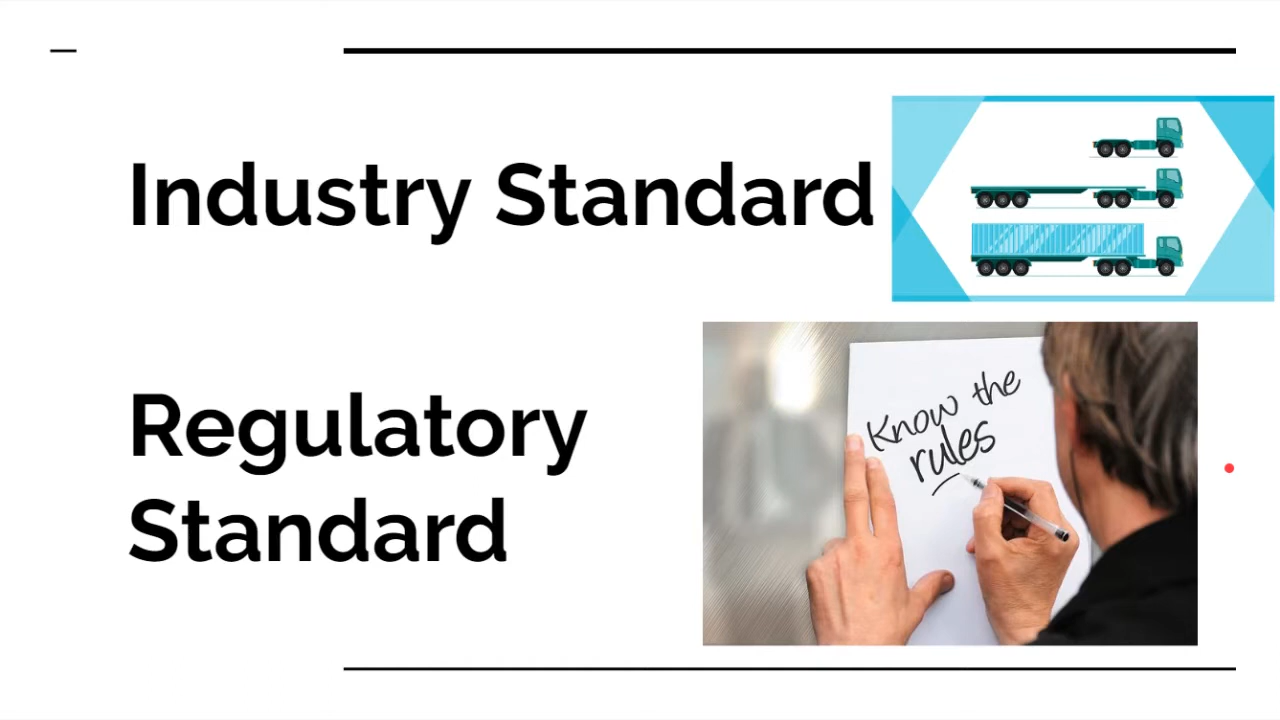 Industry Standard
Regulatory
Standard
Know the
rules